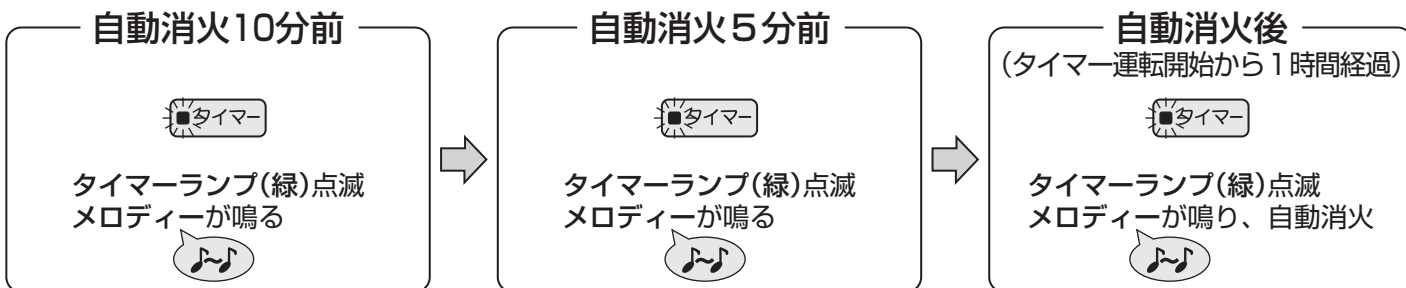 自動消火10分前
タイマー
タイマーランプ(緑)点滅
メロディーが鳴る
自動消火5分前
タイマー
タイマーランプ(緑)点滅
メロディーが鳴る
自動消火後
(タイマー運転開始から1時間経過)
タイマー
タイマーランプ(緑)点滅
メロディーが鳴り、自動消火